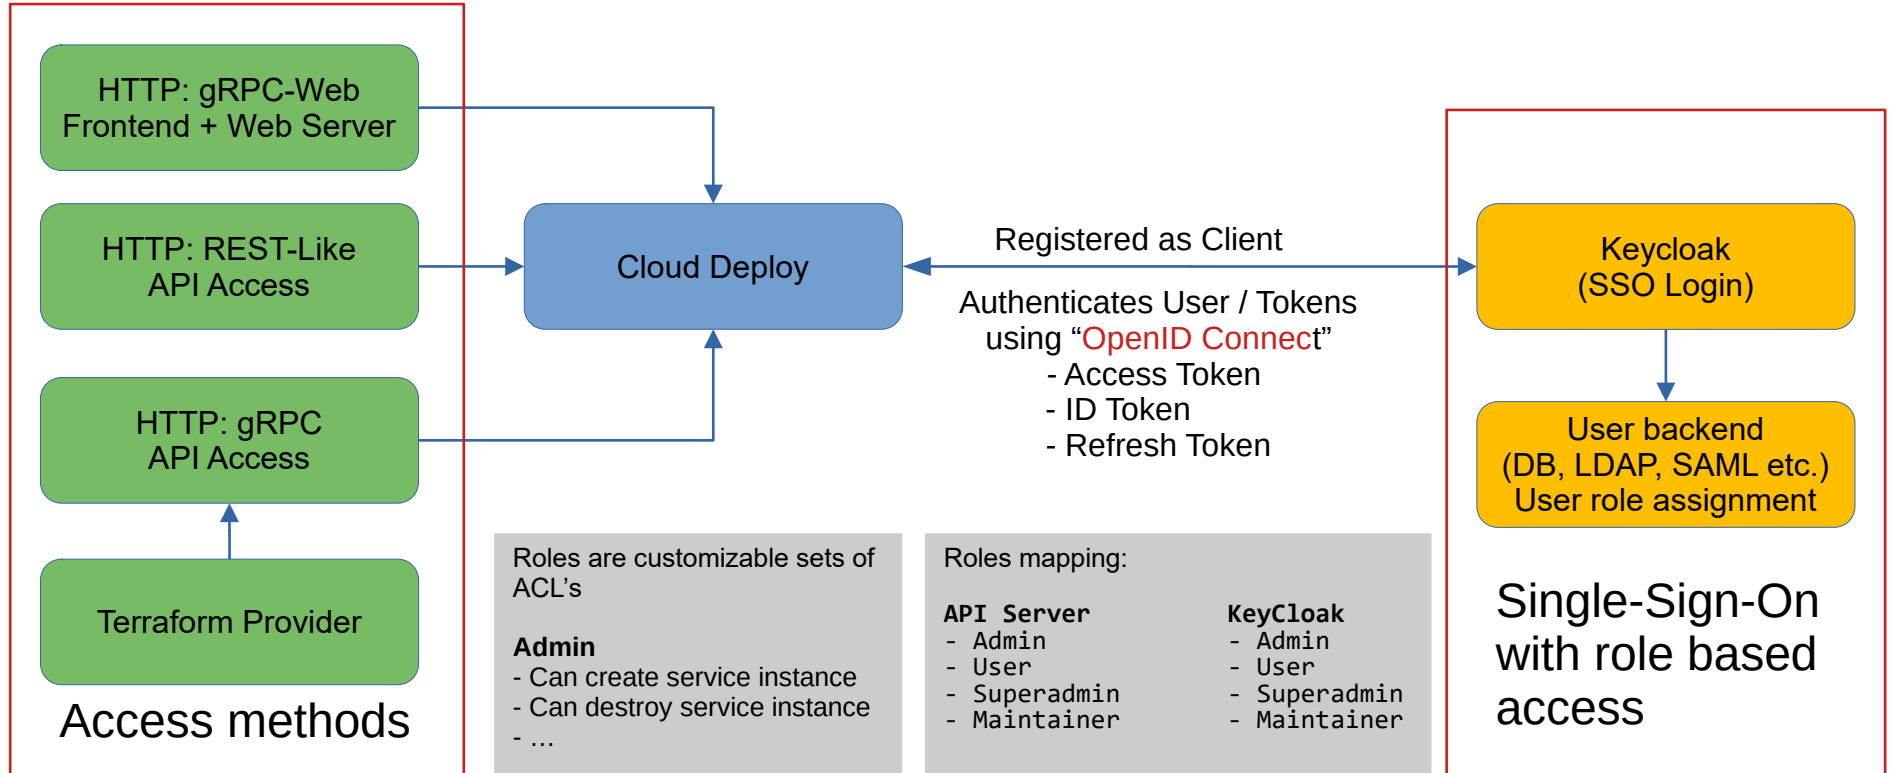 HTTP: gRPC-Web
Frontend + Web Server
HTTP: REST-Like
API Access
HTTP: gRPC
API Access
Terraform Provider
Access methods
Cloud Deploy
Registered as Client
Authenticates User / Tokens
using “OpenID Connect”
- Access Token
- ID Token
- Refresh Token
Keycloak
(SSO Login)
User backend
(DB, LDAP, SAML etc.)
User role assignment
Single-Sign-On
with role based
access
Roles are customizable sets of
ACL's
Admin
- Can create service instance
- Can destroy service instance
- …
Roles mapping:
API Server
- Admin
- User
- Superadmin
- Maintainer
KeyCloak
- Admin
- User
- Superadmin
- Maintainer